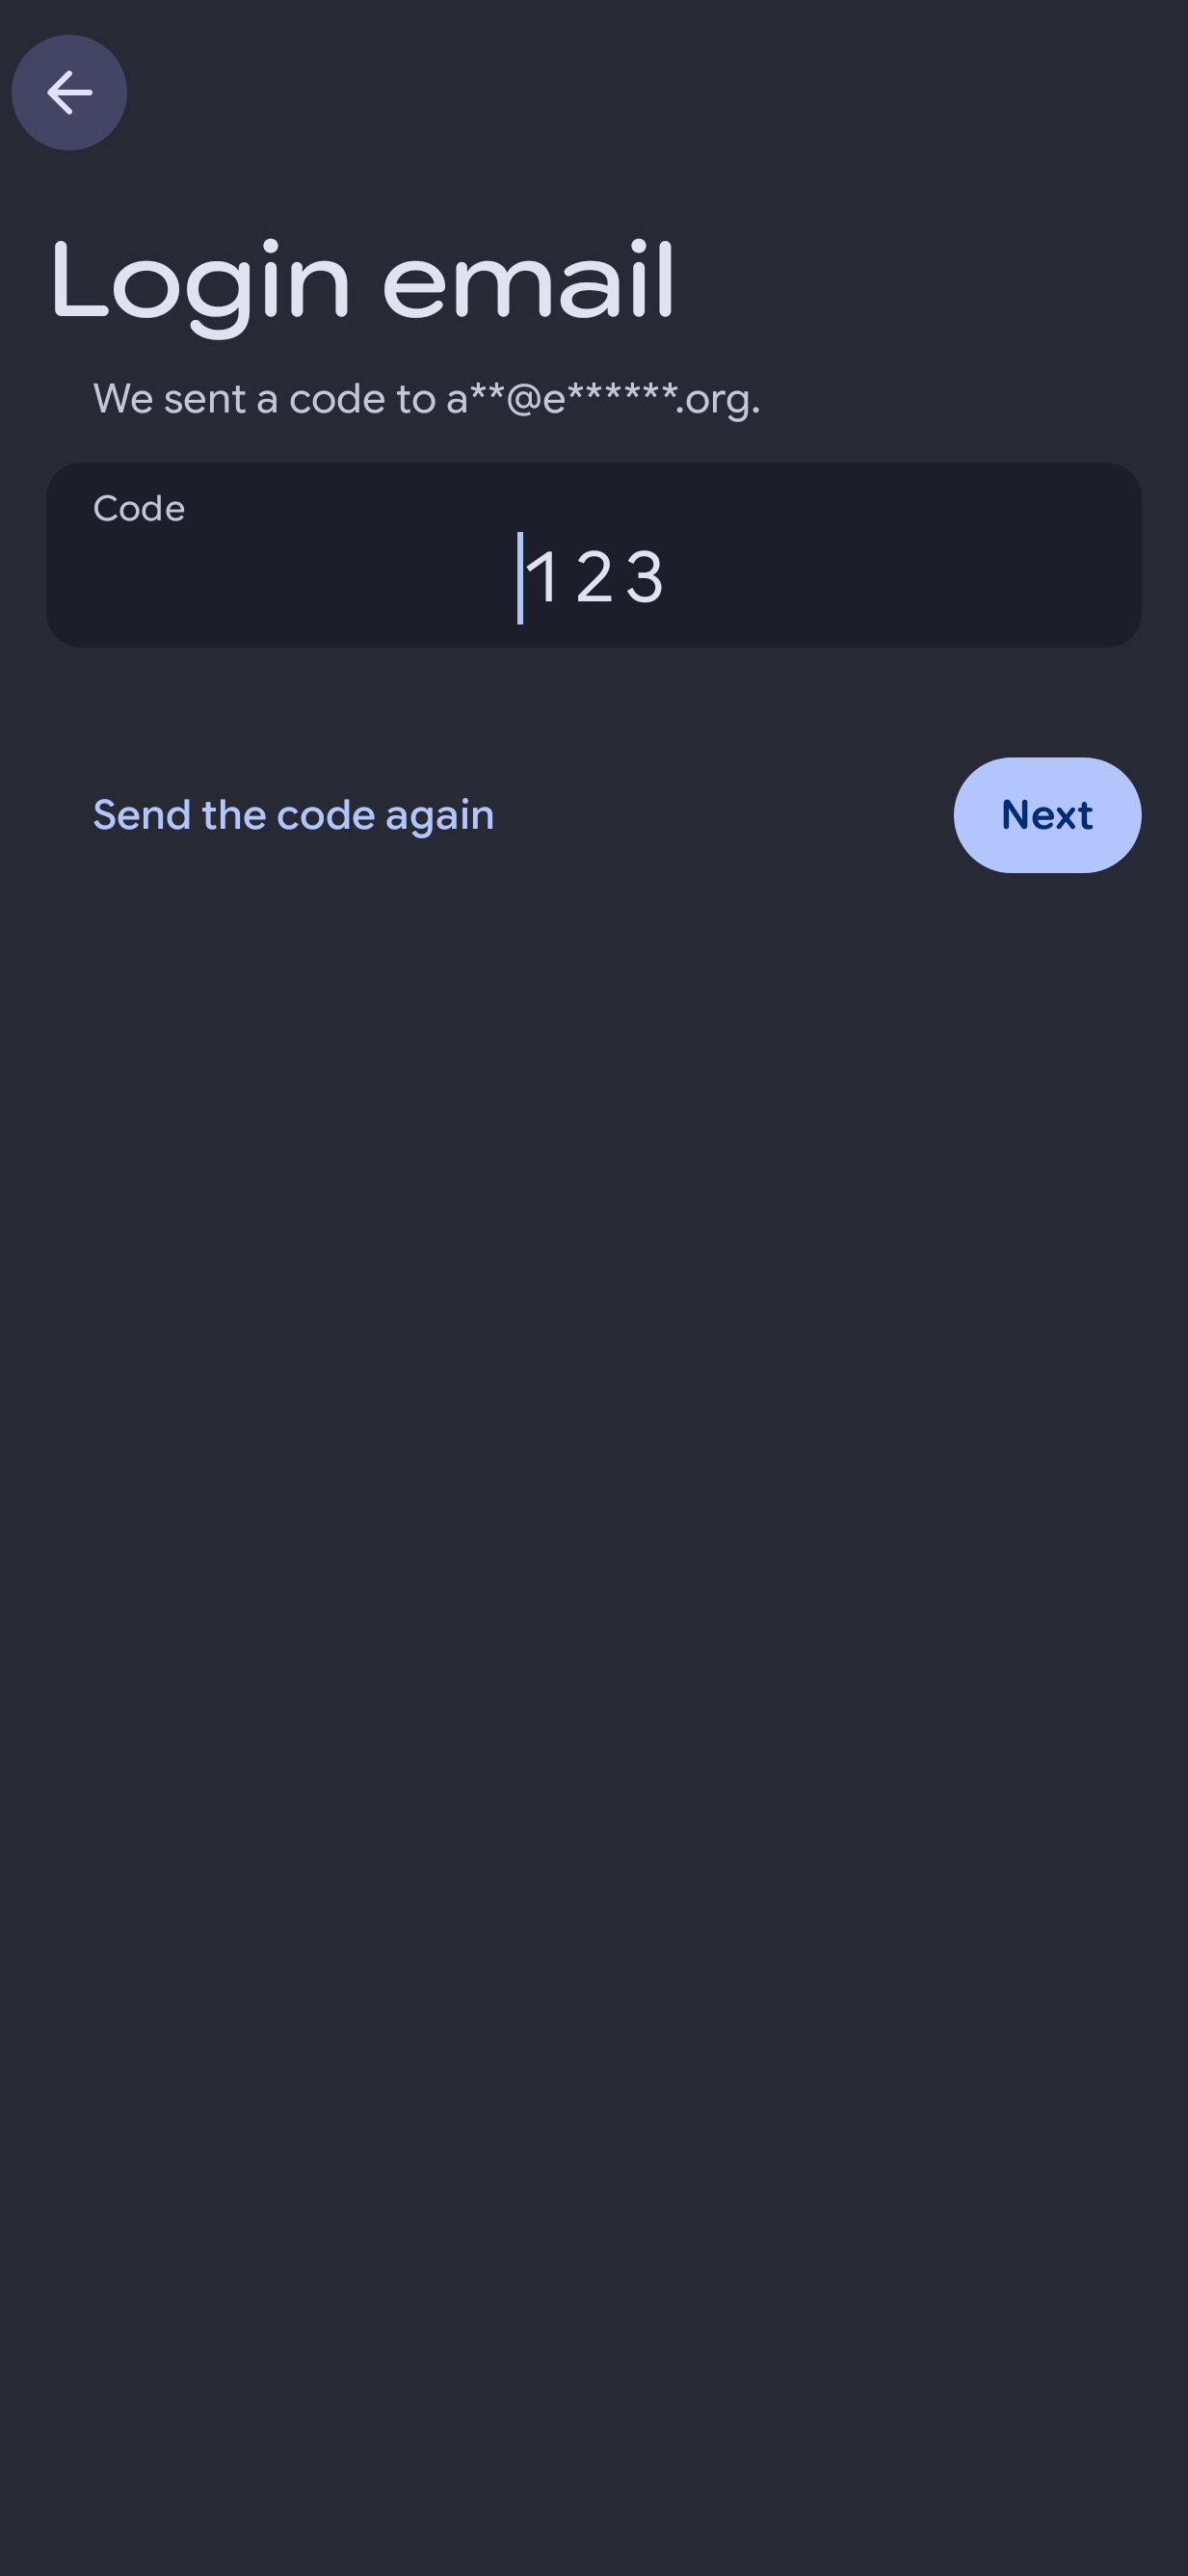 Login email
We sent a code to a**@e******.org.
Code
123
Send the code again
Next